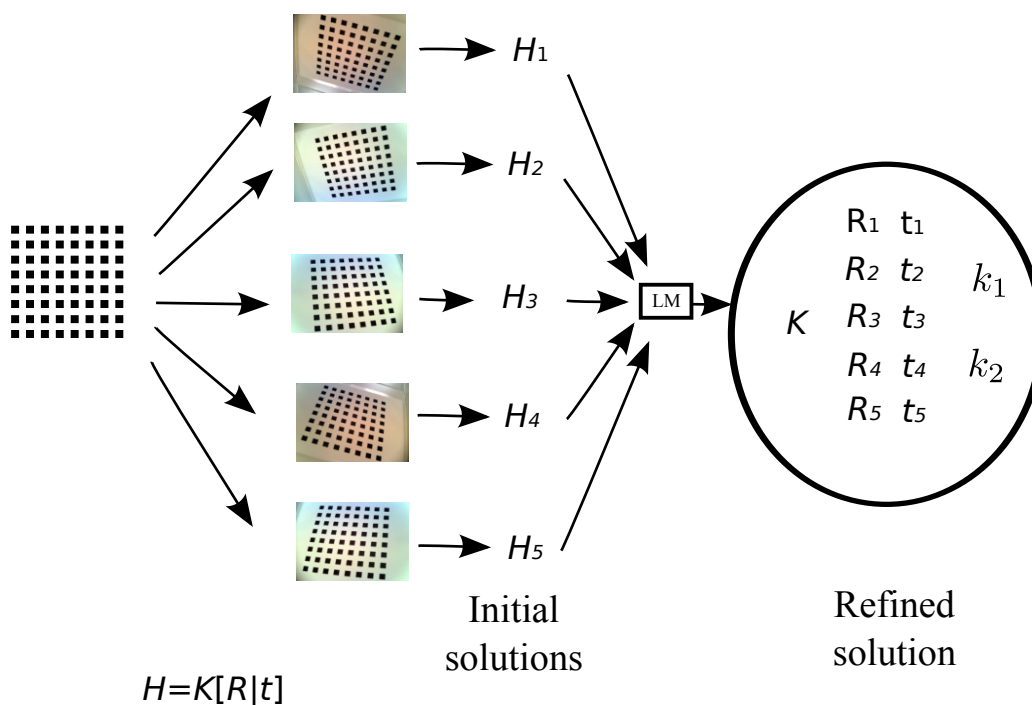 H1
H2
H3
H4
H5
LM
K
R1 t1
R2 t2
R3 t3
R4 t4
R5 t5
k1
k2
Initial
solutions
Refined
solution
H=K[R|t]